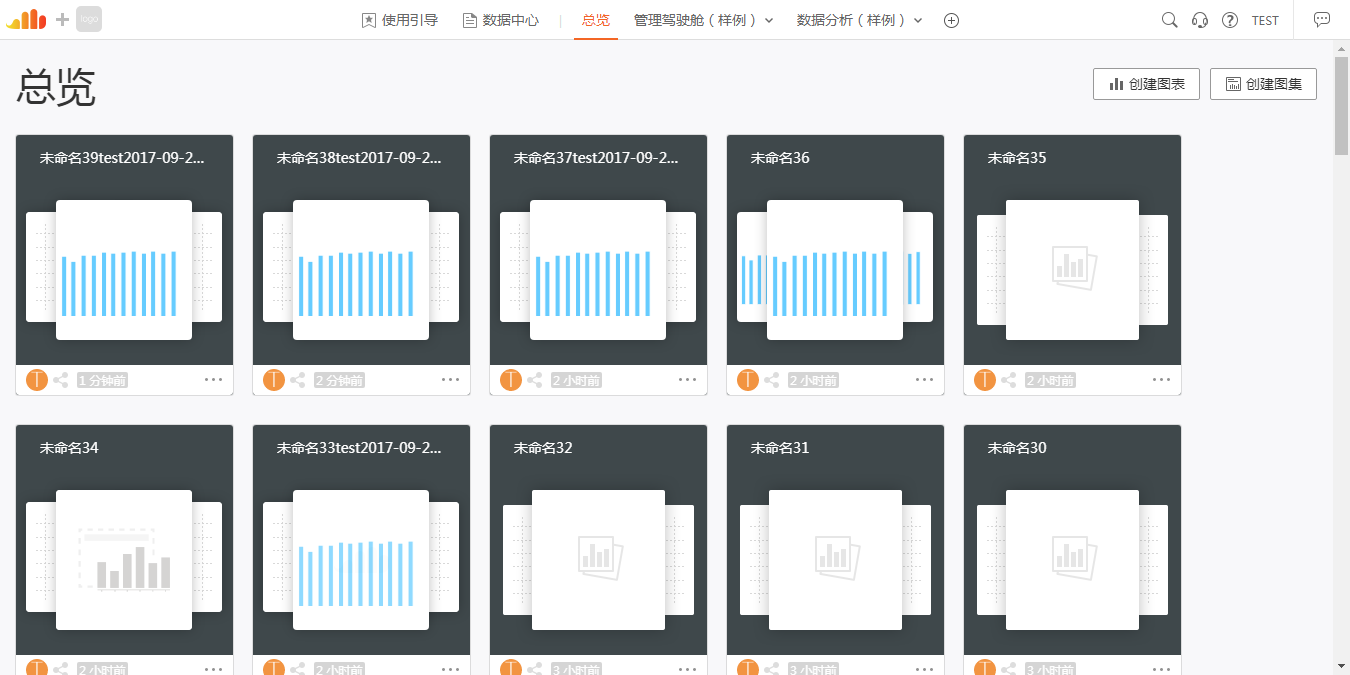 logo 使用引导 数据中心 | 总览 管理驾驶舱（样例） 数据分析（样例） TEST
总览
创建图表 创建图集
未命名39test2017-09-2... 未命名38test2017-09-2... 未命名37test2017-09-2... 未命名36 未命名35
T 1 分钟前 T 2 分钟前 T 2 小时前 T 2 小时前 T 2 小时前
未命名34 未命名33test2017-09-2... 未命名32 未命名31 未命名30
T 2 小时前 T 2 小时前 T 3 小时前 T 3 小时前 T 3 小时前